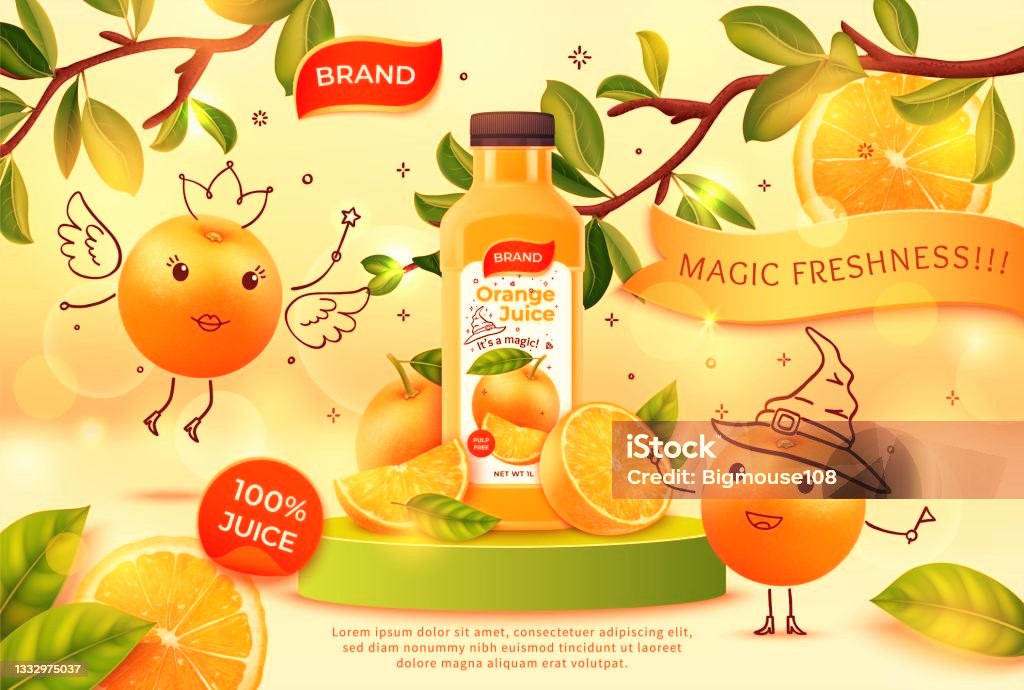 BRAND
MAGIC FRESHNESS!!!
BRAND
Orange
Juice
It's a magic!
PULP
FREE
NET WT 1L
iStock™
Credit: Bigmouse108
100%
JUICE
Lorem ipsum dolor sit amet, consectetuer adipiscing elit,
sed diam nonummy nibh euismod tincidunt ut laoreet
dolore magna aliquam erat volutpat.
1332975037